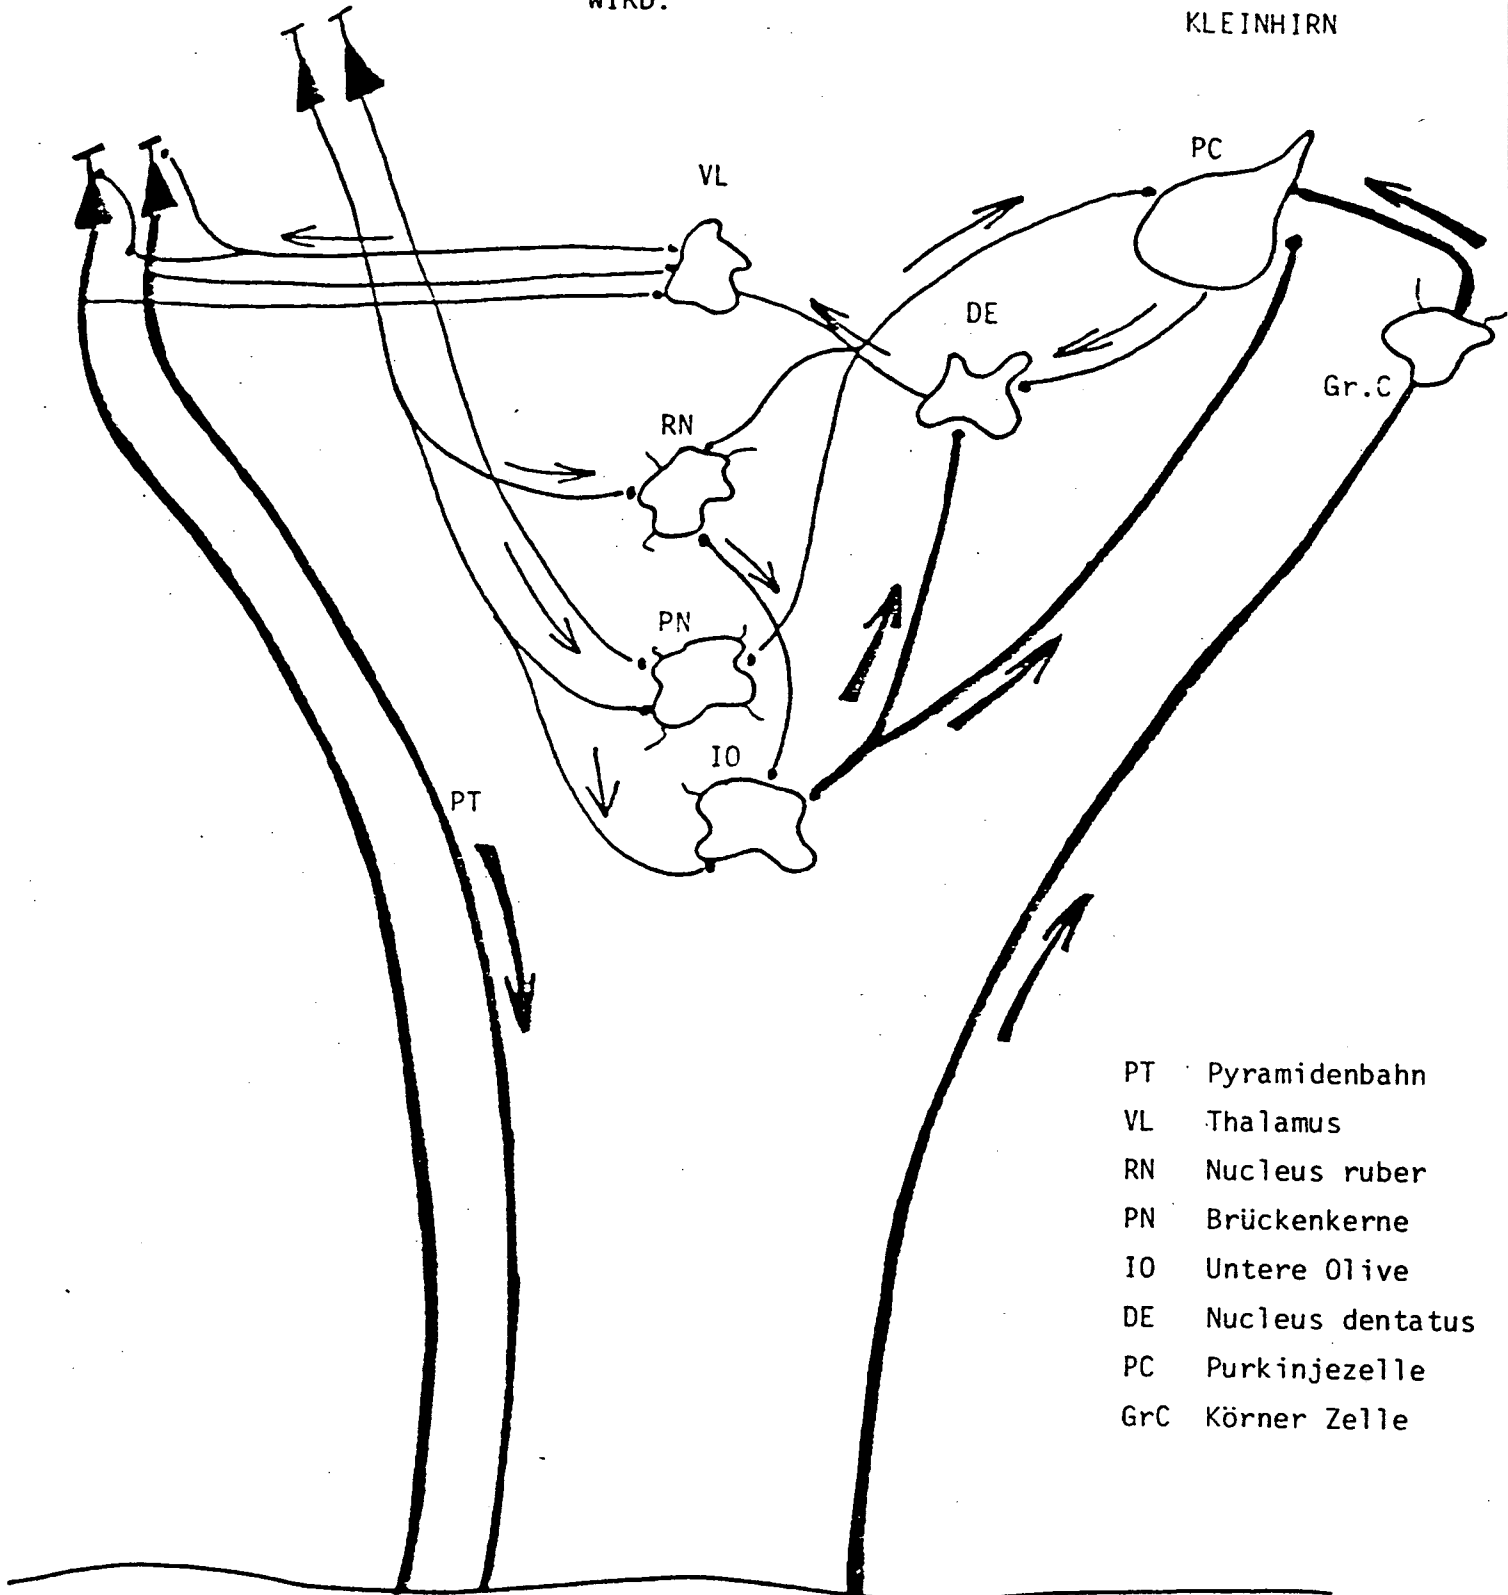 WIRD.
KLEINHIRN
PC
VL
DE
Gr.C
RN
PN
IO
PT
PT Pyramidenbahn
VL Thalamus
RN Nucleus ruber
PN Brückenkerne
IO Untere Olive
DE Nucleus dentatus
PC Purkinjezelle
GrC Körner Zelle